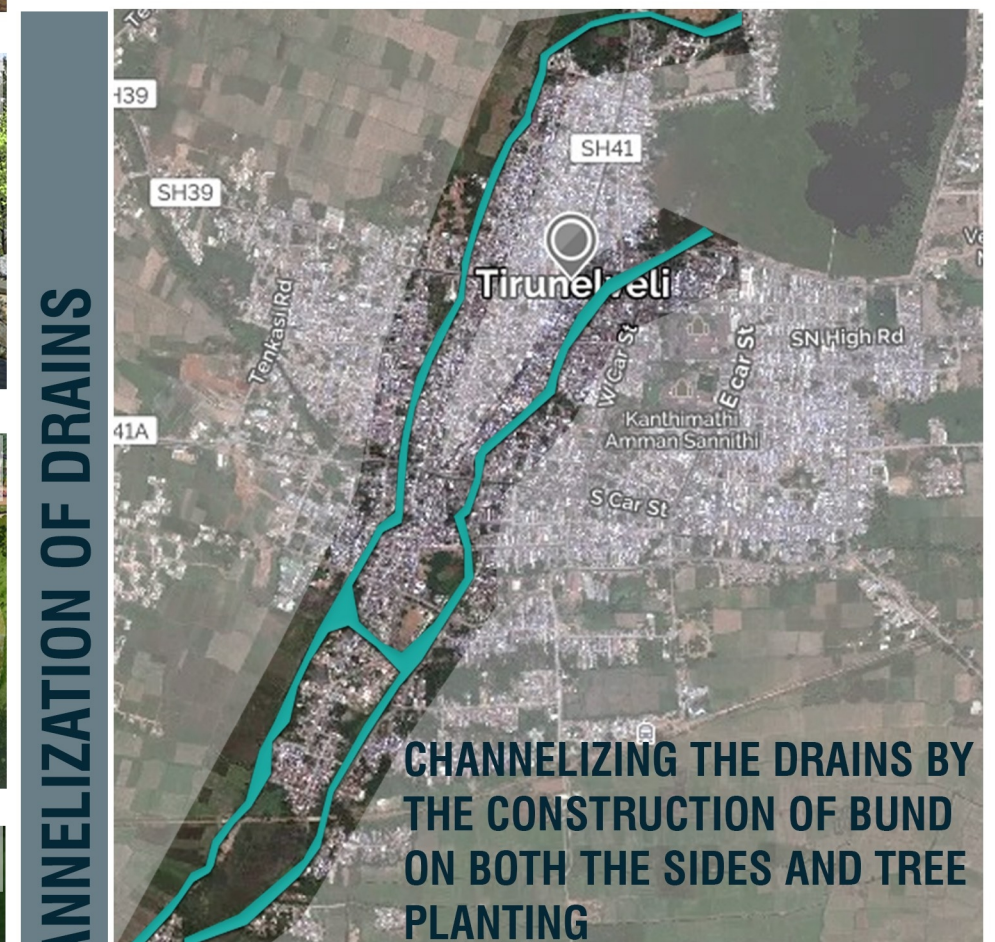 ANNELIZATION OF DRAINS
H39
SH41
SH39
Tirunelveli
Tenkasi Rd
SN High Rd
W Car St
E car St
41A
Kanthimathi
Amman Sannithi
S Car St
CHANNELIZING THE DRAINS BY
THE CONSTRUCTION OF BUND
ON BOTH THE SIDES AND TREE
PLANTING